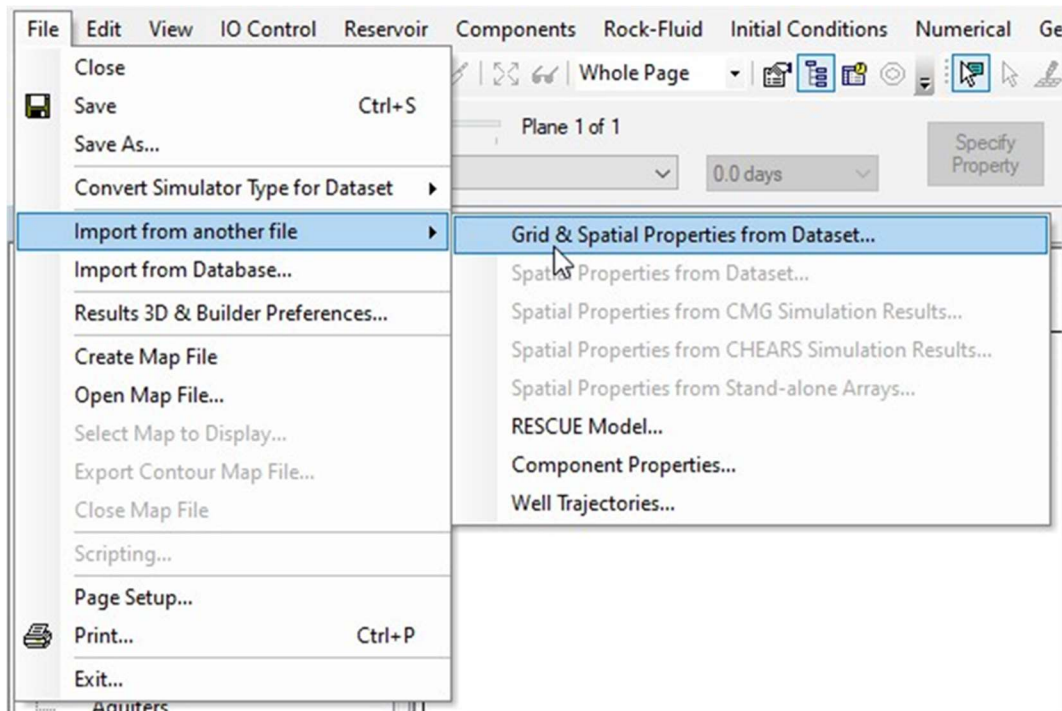 File Edit View IO Control Reservoir Components Rock-Fluid Initial Conditions Numerical Ge
Close
Whole Page
Save Ctrl+S
Plane 1 of 1
Save As...
Specify
Property
0.0 days
Convert Simulator Type for Dataset
Import from another file
Grid & Spatial Properties from Dataset...
Import from Database...
Spatial Properties from Dataset...
Results 3D & Builder Preferences...
Spatial Properties from CMG Simulation Results...
Create Map File
Spatial Properties from CHEARS Simulation Results...
Open Map File...
Spatial Properties from Stand-alone Arrays...
Select Map to Display...
RESCUE Model...
Export Contour Map File...
Component Properties...
Close Map File
Well Trajectories...
Scripting...
Page Setup...
Print... Ctrl+P
Exit...
Aquifers